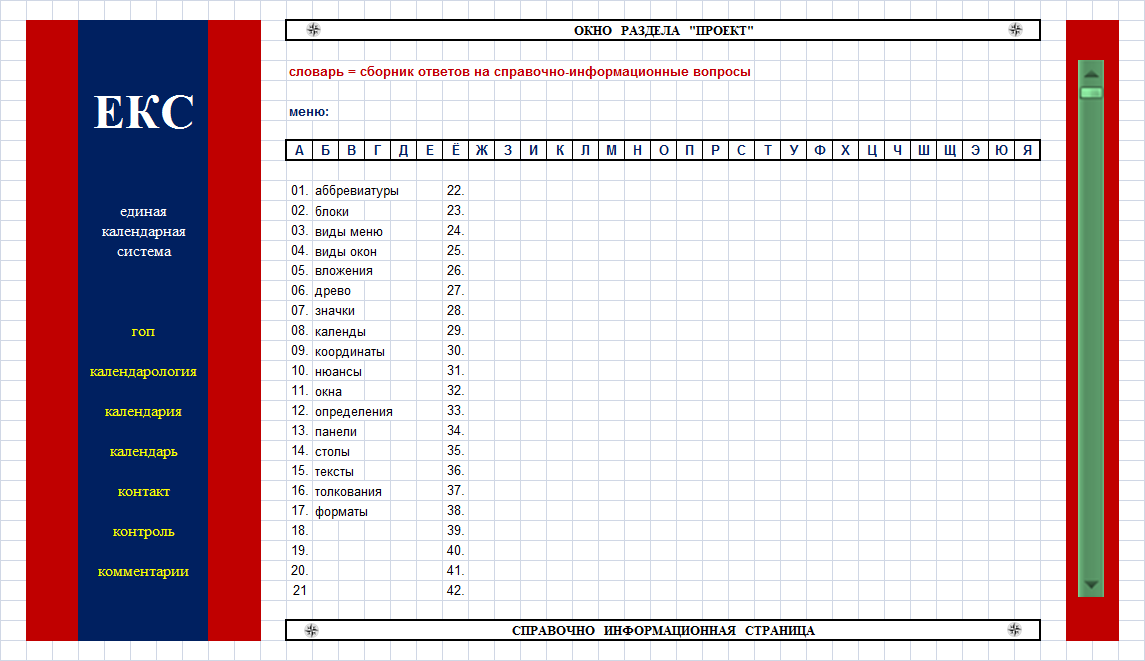 ЕКС
единая
календарная
система
гоп
календарология
календария
календарь
контакт
контроль
комментарии
ОКНО РАЗДЕЛА "ПРОЕКТ"
словарь = сборник ответов на справочно-информационные вопросы
меню:
А Б В Г Д Е Ё Ж З И К Л М Н О П Р С Т У Ф Х Ц Ч Ш Щ Э Ю Я
01. аббревиатуры 22.
02. блоки 23.
03. виды меню 24.
04. виды окон 25.
05. вложения 26.
06. древо 27.
07. значки 28.
08. календы 29.
09. координаты 30.
10. нюансы 31.
11. окна 32.
12. определения 33.
13. панели 34.
14. столы 35.
15. тексты 36.
16. толкования 37.
17. форматы 38.
18. 39.
19. 40.
20. 41.
21 42.
СПРАВОЧНО ИНФОРМАЦИОННАЯ СТРАНИЦА